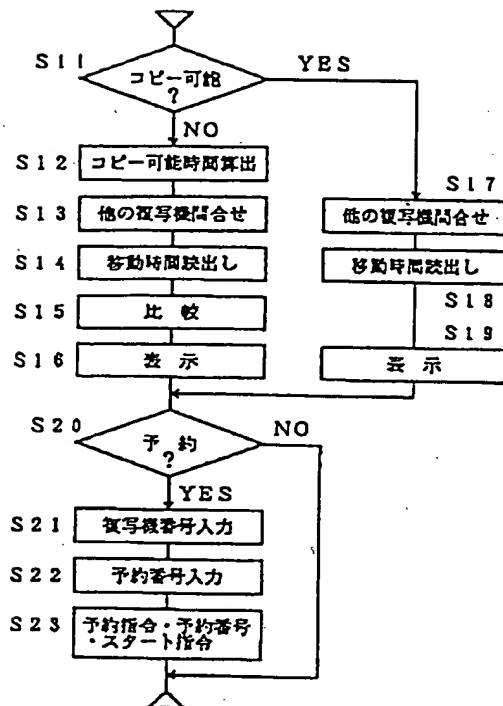 S11
コピー可能
?
YES
NO
S12
コピー可能時間算出
S17
S13
他の複写機問合せ
他の複写機問合せ
S14
移動時間読出し
移動時間読出し
S18
S15
比較
S19
S16
表示
表示
S20
予約
?
NO
YES
S21
複写機番号入力
S22
予約番号入力
S23
予約指令・予約番号
・スタート指令